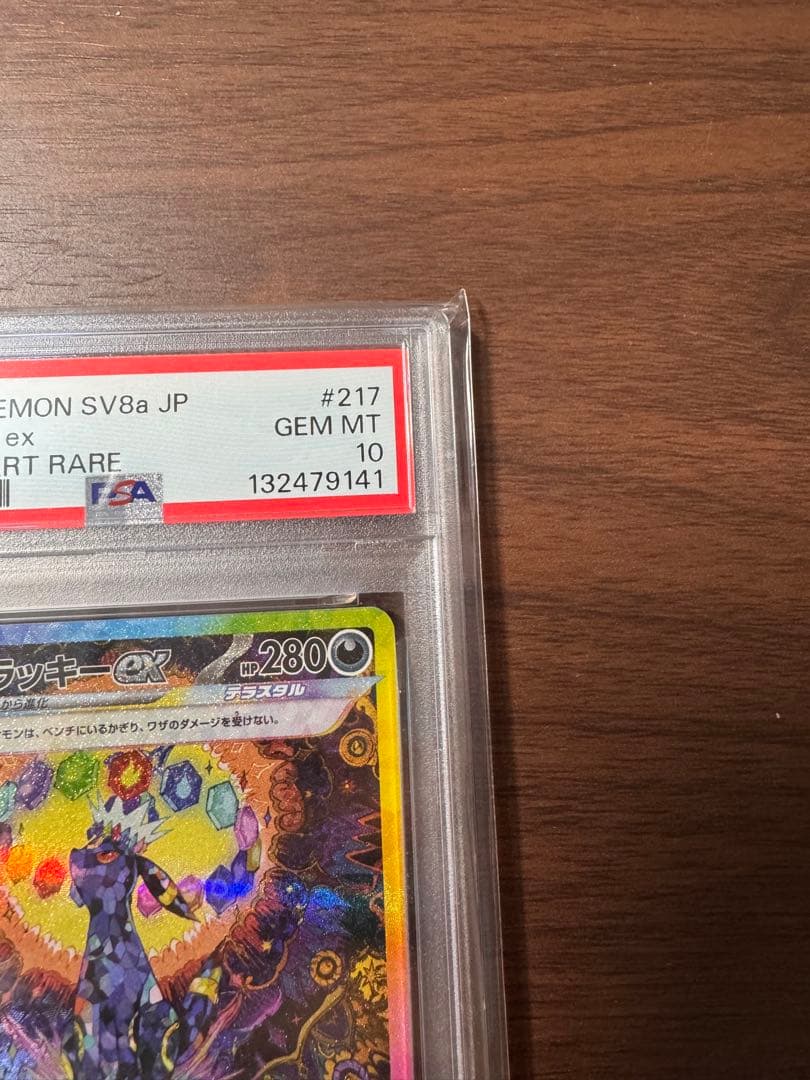 EMON SV8a JP #217
ex GEM MT
ART RARE 10
PSA 132479141
ラッキーex HP280
から進化 テラスタル
モンは、ベンチにいるかぎり、ワザのダメージを受けない。